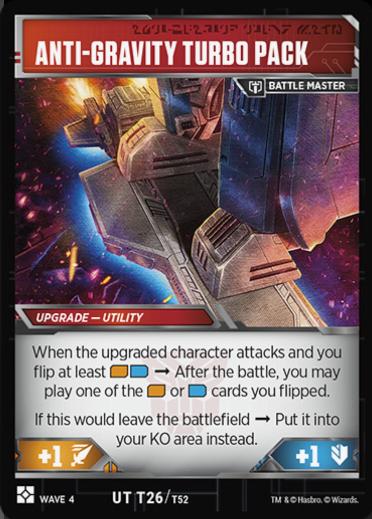 ANTI-GRAVITY TURBO PACK
BATTLE MASTER
UPGRADE — UTILITY
When the upgraded character attacks and you
flip at least → After the battle, you may
play one of the or cards you flipped.
If this would leave the battlefield → Put it into
your KO area instead.
+1 +1
WAVE 4 UT T26/T52 TM & © Hasbro. © Wizards.